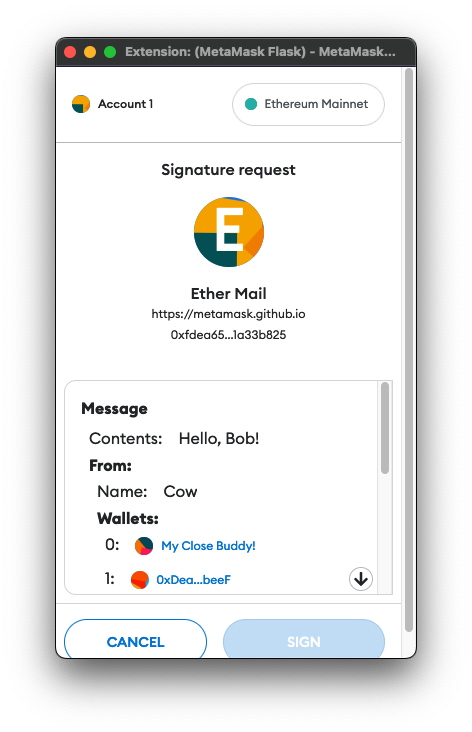 Extension: (MetaMask Flask) - MetaMask...
Account 1
Ethereum Mainnet
Signature request
E
Ether Mail
https://metamask.github.io
0xfdea65...1a33b825
Message
Contents: Hello, Bob!
From:
Name: Cow
Wallets:
0: My Close Buddy!
1: 0xDea...beeF
CANCEL
SIGN